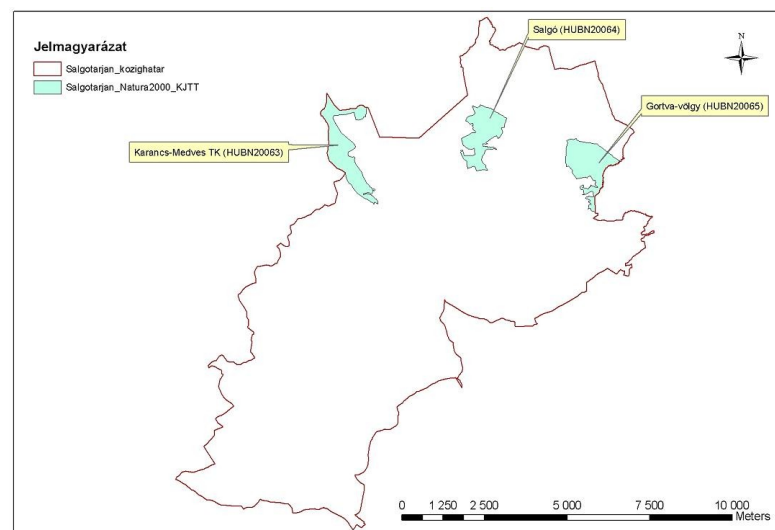 Jelmagyarázat
Salgotarjan_kozighatar
Salgotarjan_Natura2000_KJTT
Salgó (HUBN20064)
N
Gortva-völgy (HUBN20065)
Karancs-Medves TK (HUBN20063)
0 1 250 2 500 5 000 7 500 10 000
Meters